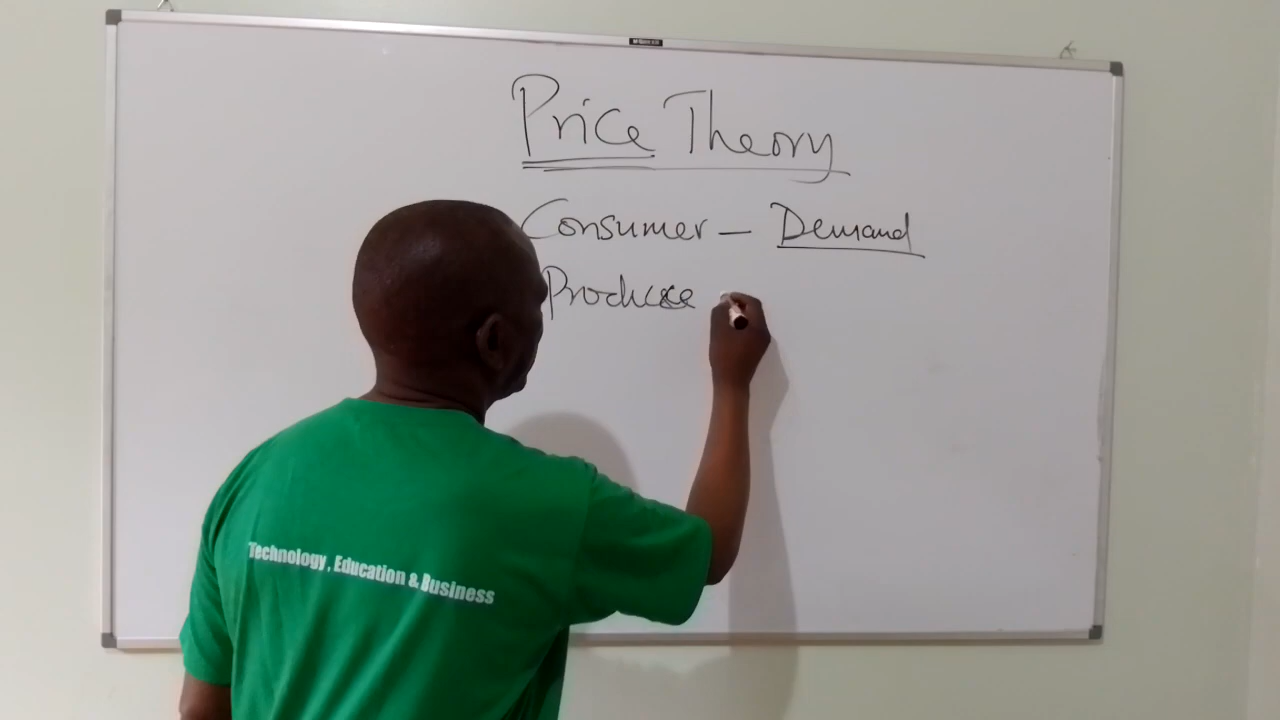 Price Theory
Consumer – Demand
Produce
Technology, Education & Business